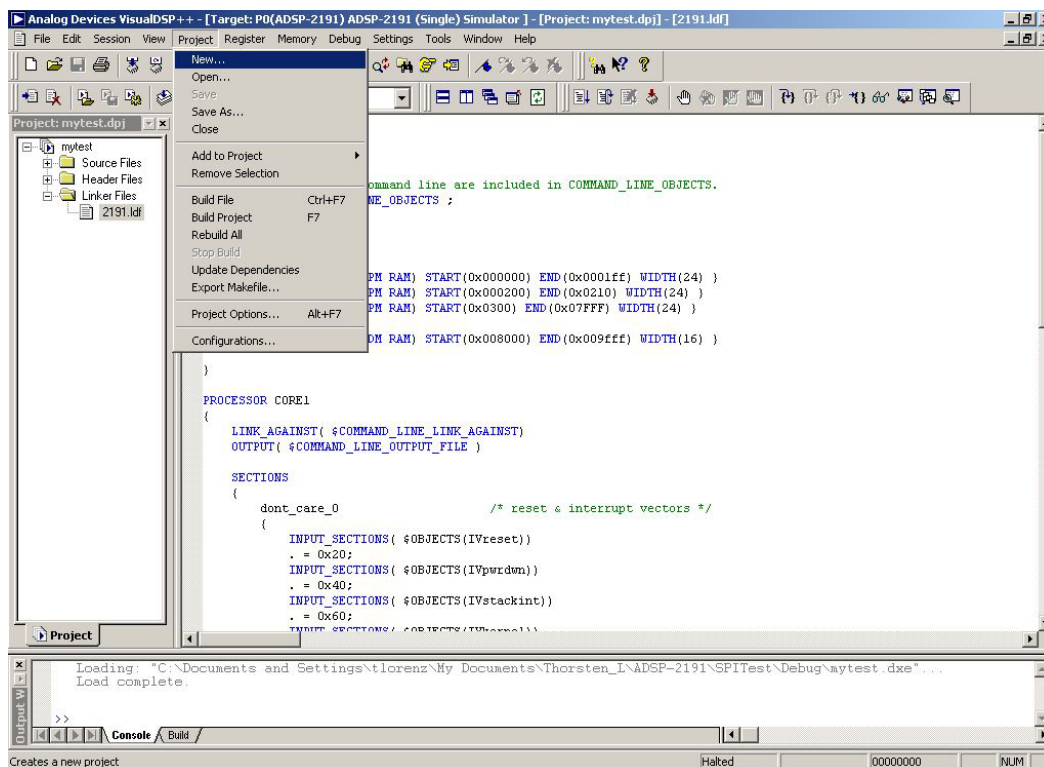 Analog Devices VisualDSP++ - [Target: P0(ADSP-2191) ADSP-2191 (Single) Simulator ] - [Project: mytest.dpj] - [2191.ldf]
File Edit Session View Project Register Memory Debug Settings Tools Window Help
New...
Open...
Save
Save As...
Close
Add to Project
Remove Selection
Build File Ctrl+F7
Build Project F7
Rebuild All
Stop Build
Update Dependencies
Export Makefile...
Project Options... Alt+F7
Configurations...
Project: mytest.dpj
mytest
Source Files
Header Files
Linker Files
2191.ldf
Project
ommand line are included in COMMAND_LINE_OBJECTS.
NE_OBJECTS ;
PM RAM) START(0x000000) END(0x0001ff) WIDTH(24) }
PM RAM) START(0x000200) END(0x0210) WIDTH(24) }
PM RAM) START(0x0300) END(0x07FFF) WIDTH(24) }
DM RAM) START(0x008000) END(0x009fff) WIDTH(16) }
}
PROCESSOR CORE1
{
LINK_AGAINST( $COMMAND_LINE_LINK_AGAINST)
OUTPUT( $COMMAND_LINE_OUTPUT_FILE )
SECTIONS
{
dont_care_0 /* reset & interrupt vectors */
{
INPUT_SECTIONS( $OBJECTS(IVreset))
. = 0x20;
INPUT_SECTIONS( $OBJECTS(IVpwrdwn))
. = 0x40;
INPUT_SECTIONS( $OBJECTS(IVstackint))
. = 0x60;
INPUT_SECTIONS( $OBJECTS(IVkernel))
Loading: "C:\Documents and Settings\tlorenz\My Documents\Thorsten_L\ADSP-2191\SPITest\Debug\mytest.dxe"...
Load complete.
>>
Output W
Console Build
Creates a new project Halted 00000000 NUM